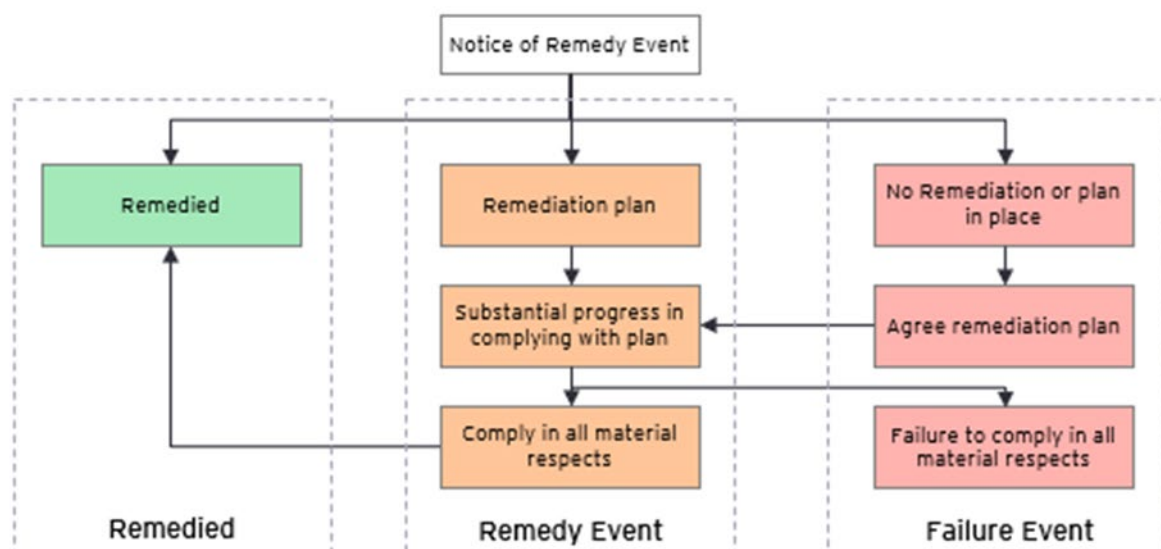 Notice of Remedy Event
Remedied
Remediation plan
No Remediation or plan
in place
Substantial progress in
complying with plan
Agree remediation plan
Comply in all material
respects
Failure to comply in all
material respects
Remedied
Remedy Event
Failure Event